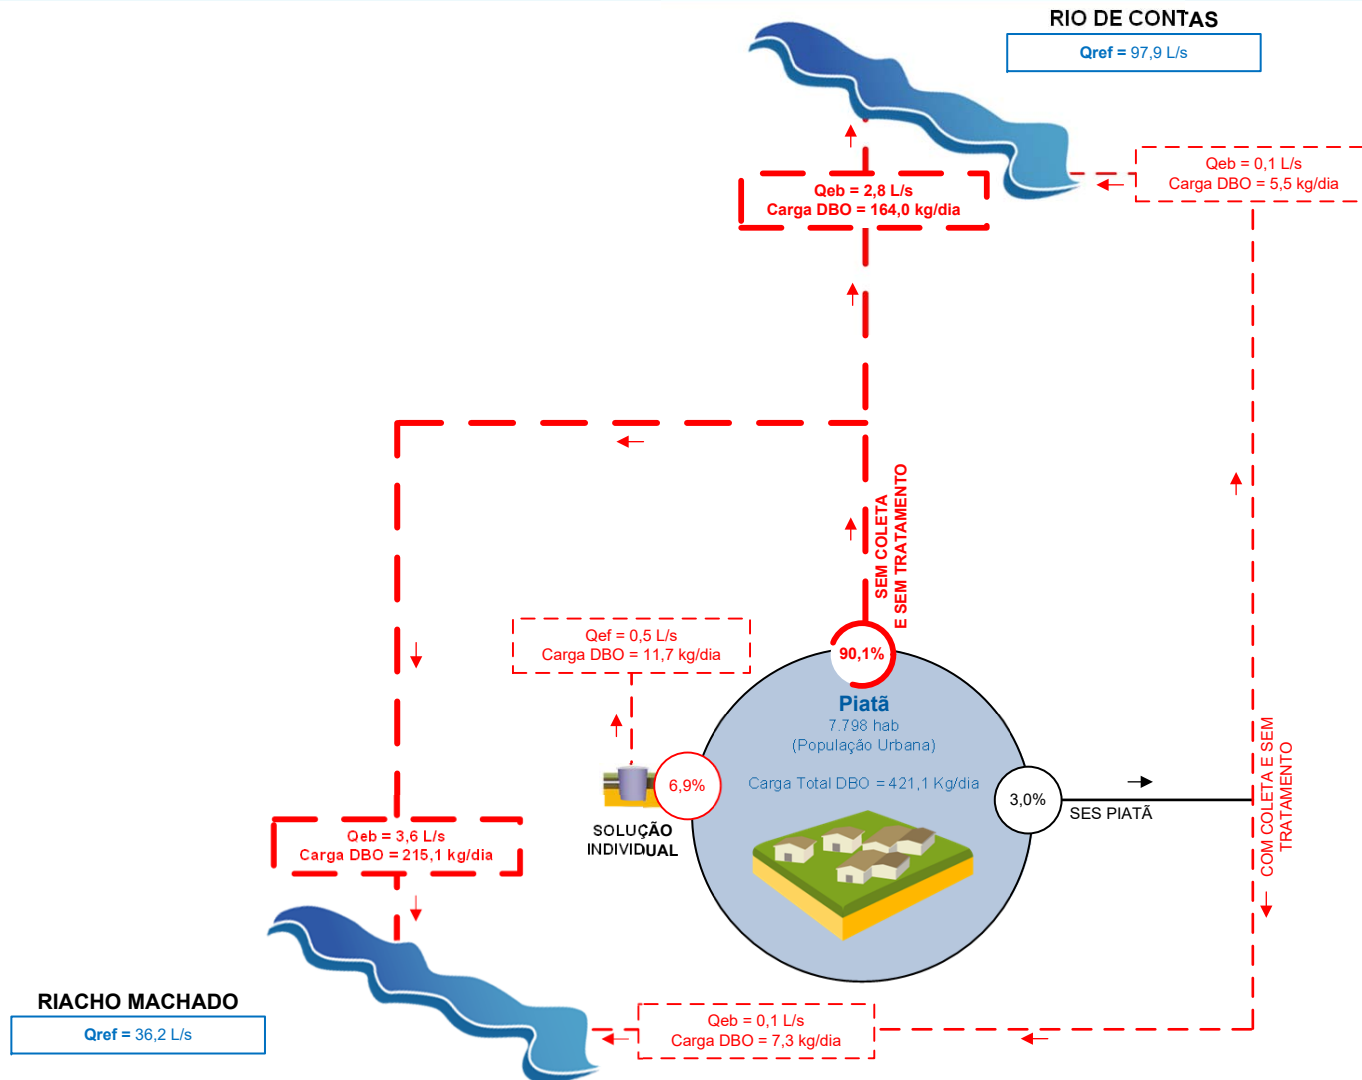 RIO DE CONTAS
Qref = 97,9 L/s
Qeb = 0,1 L/s
Carga DBO = 5,5 kg/dia
Qeb = 2,8 L/s
Carga DBO = 164,0 kg/dia
SEM COLETA
E SEM TRATAMENTO
Qef = 0,5 L/s
Carga DBO = 11,7 kg/dia
90,1%
Piatã
7.798 hab
(População Urbana)
Carga Total DBO = 421,1 Kg/dia
6,9%
SOLUÇÃO
INDIVIDUAL
3,0%
SES PIATÃ
COM COLETA E SEM
TRATAMENTO
Qeb = 3,6 L/s
Carga DBO = 215,1 kg/dia
RIACHO MACHADO
Qref = 36,2 L/s
Qeb = 0,1 L/s
Carga DBO = 7,3 kg/dia